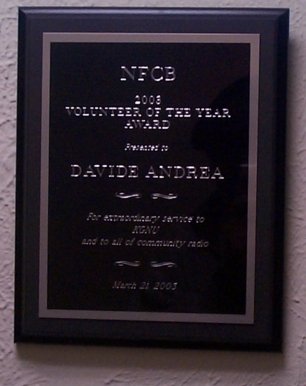 NFCB
2003
VOLUNTEER OF THE YEAR
AWARD
Presented to
DAVIDE ANDREA
For extraordinary service to
KGNU
and to all of community radio
March 21, 2003